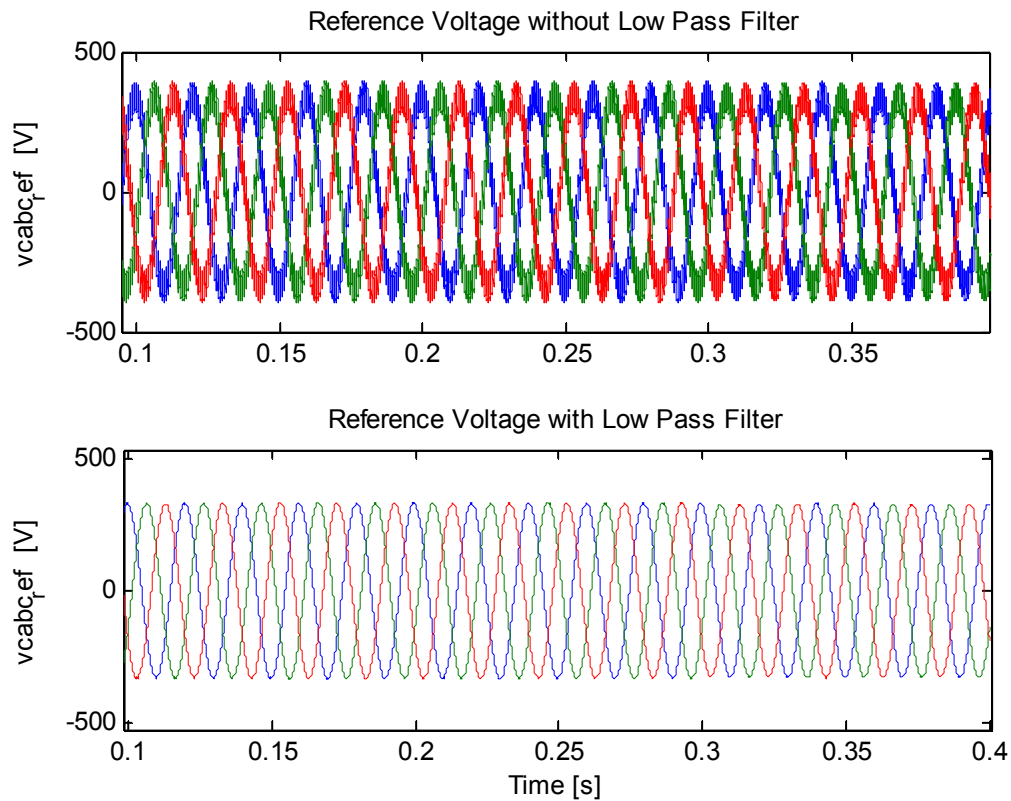 Reference Voltage without Low Pass Filter
500
0
-500
vcabc_ref [V]
0.1 0.15 0.2 0.25 0.3 0.35
Reference Voltage with Low Pass Filter
500
0
-500
vcabc_ref [V]
0.1 0.15 0.2 0.25 0.3 0.35 0.4
Time [s]